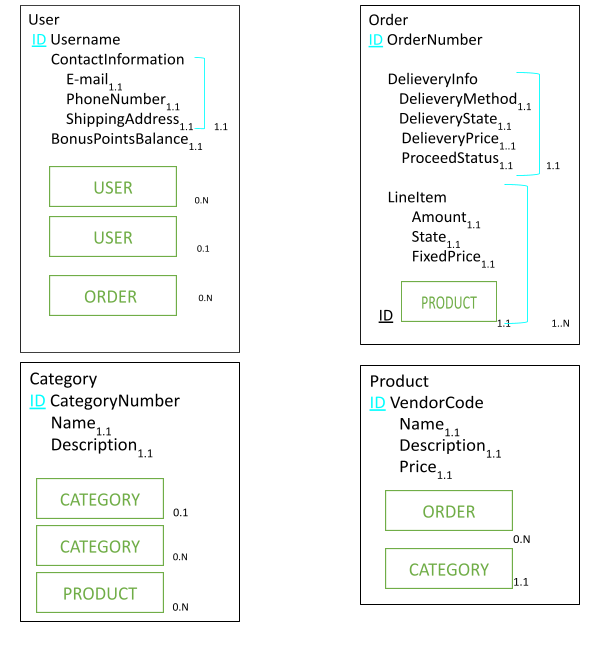 User
ID Username
ContactInformation
E-mail1.1
PhoneNumber1.1
ShippingAddress1.1 1.1
BonusPointsBalance1.1
USER 0.N
USER 0.1
ORDER 0.N
Order
ID OrderNumber
DelieveryInfo
DelieveryMethod1.1
DelieveryState1.1
DelieveryPrice1..1
ProceedStatus1.1 1.1
LineItem
Amount1.1
State1.1
FixedPrice1.1
ID PRODUCT 1.1 1..N
Category
ID CategoryNumber
Name1.1
Description1.1
CATEGORY 0.1
CATEGORY 0.N
PRODUCT 0.N
Product
ID VendorCode
Name1.1
Description1.1
Price1.1
ORDER 0.N
CATEGORY 1.1